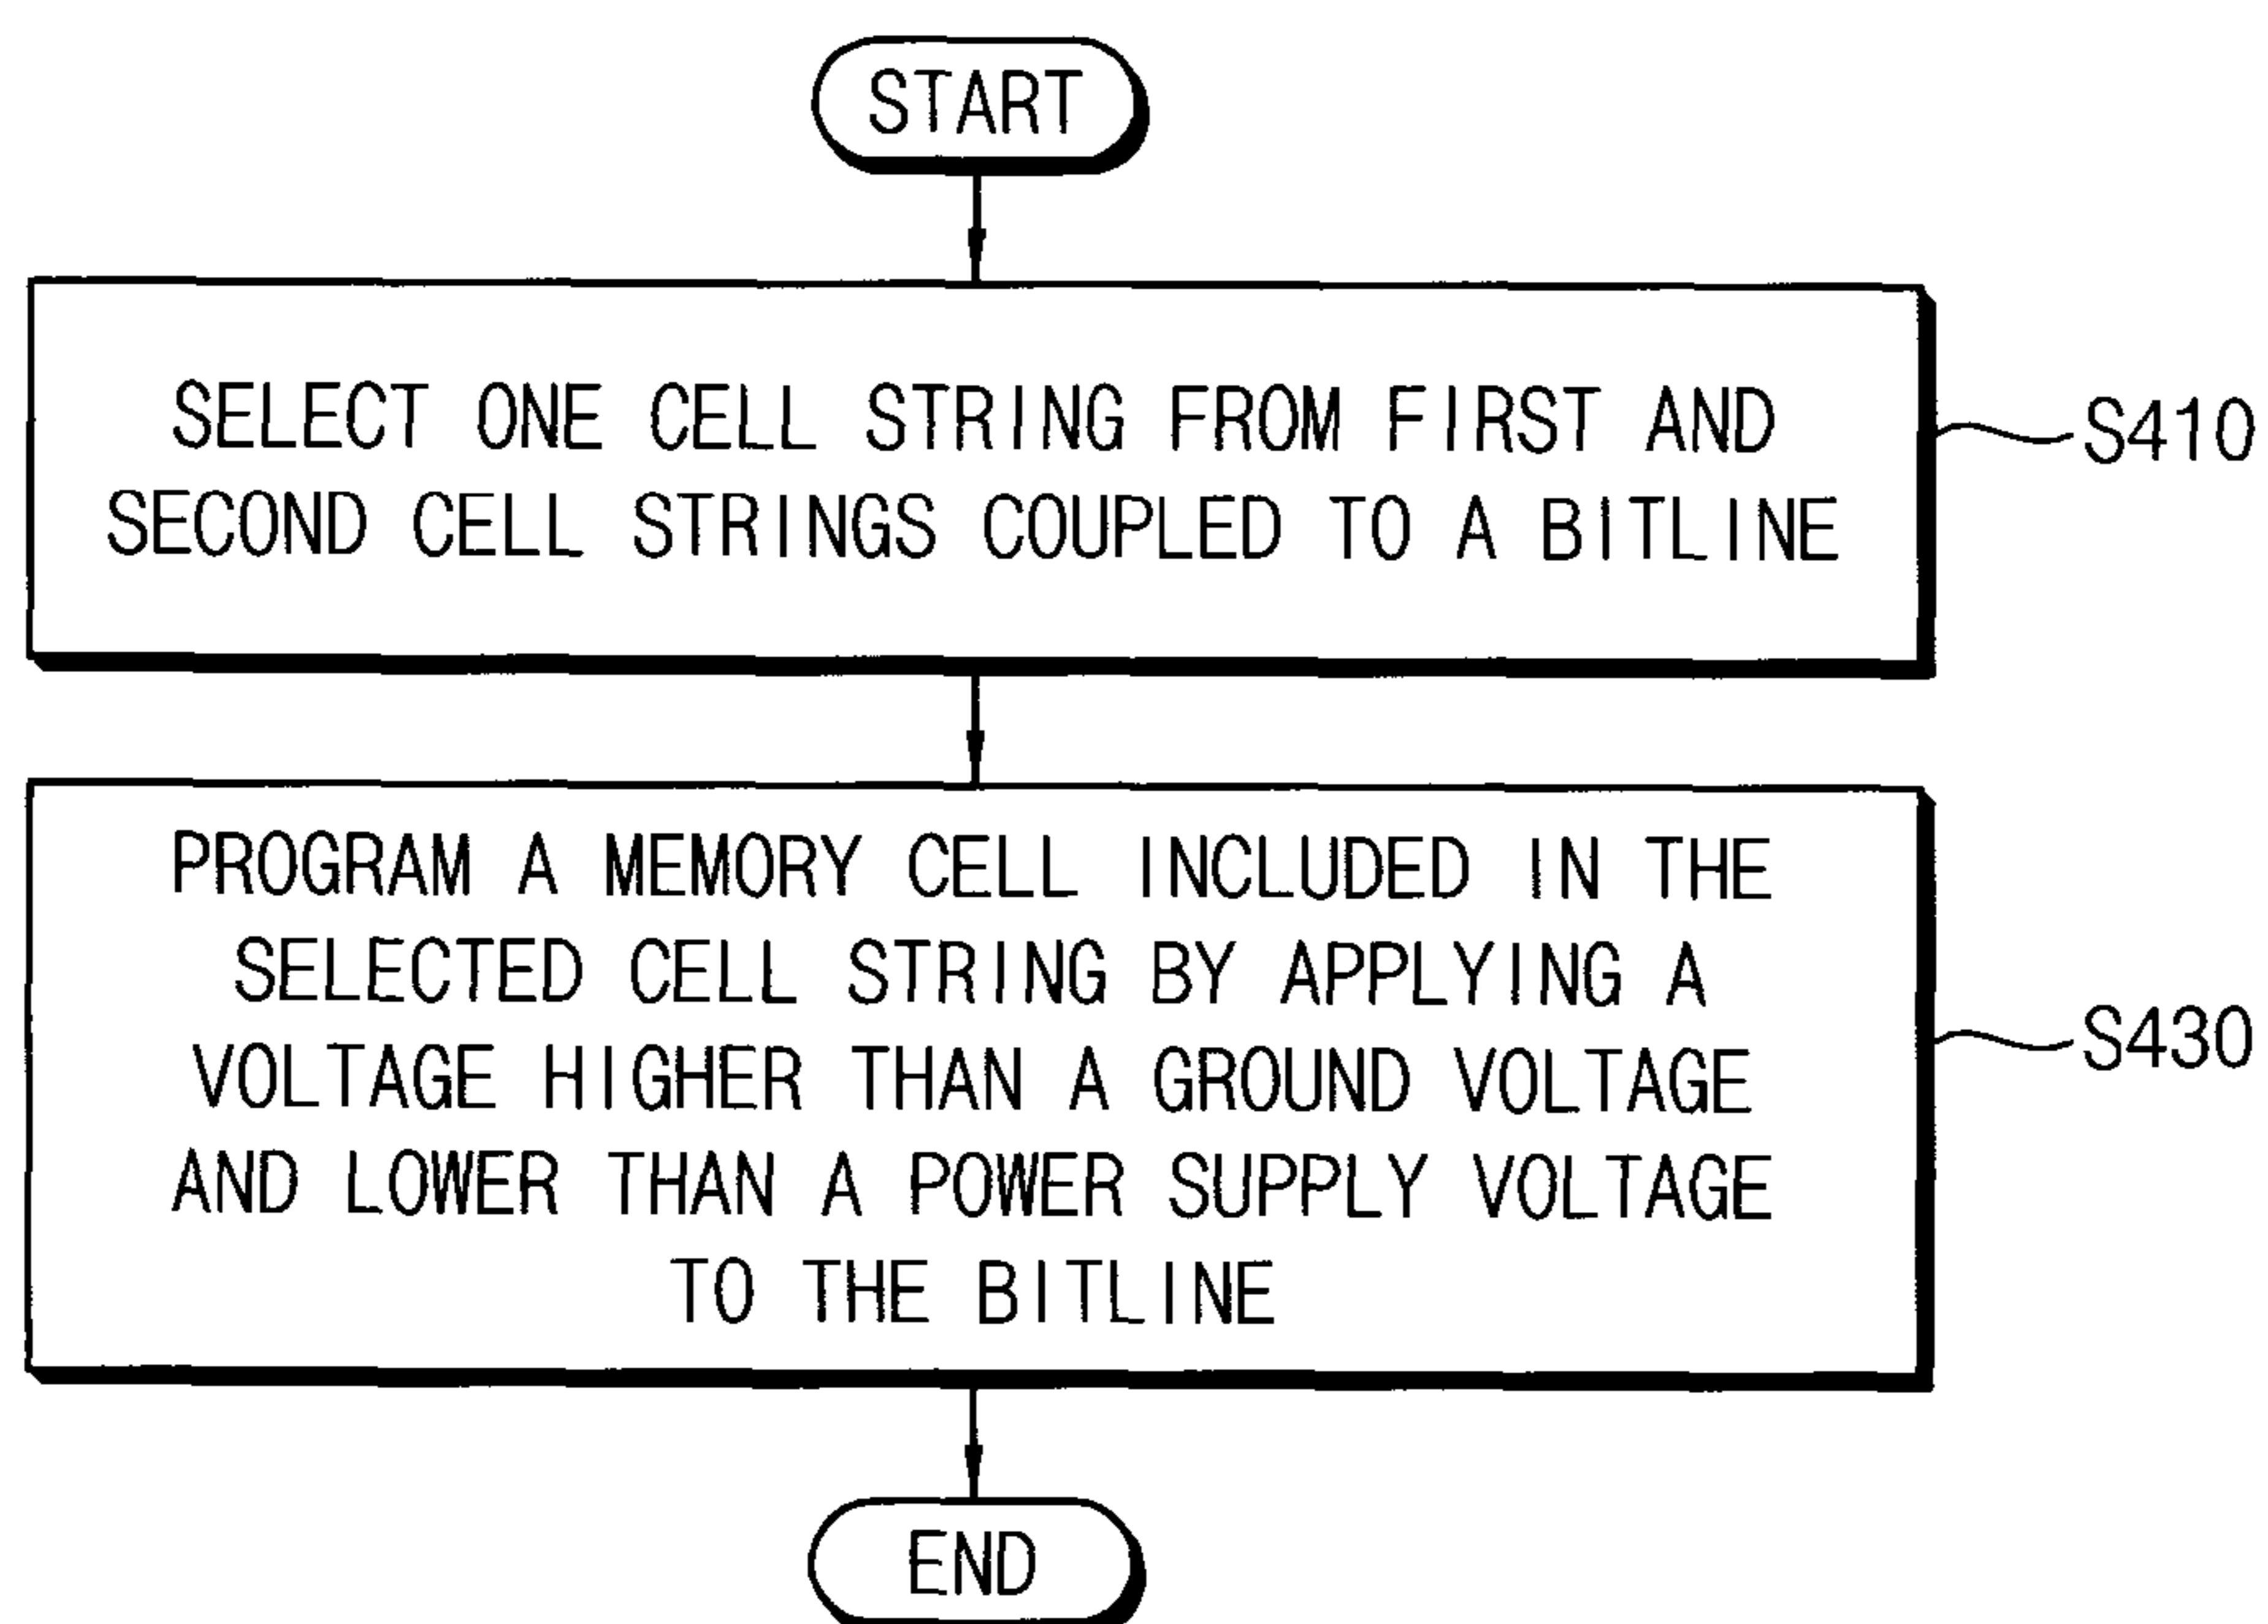 START
SELECT ONE CELL STRING FROM FIRST AND
SECOND CELL STRINGS COUPLED TO A BITLINE
S410
PROGRAM A MEMORY CELL INCLUDED IN THE
SELECTED CELL STRING BY APPLYING A
VOLTAGE HIGHER THAN A GROUND VOLTAGE
AND LOWER THAN A POWER SUPPLY VOLTAGE
TO THE BITLINE
S430
END